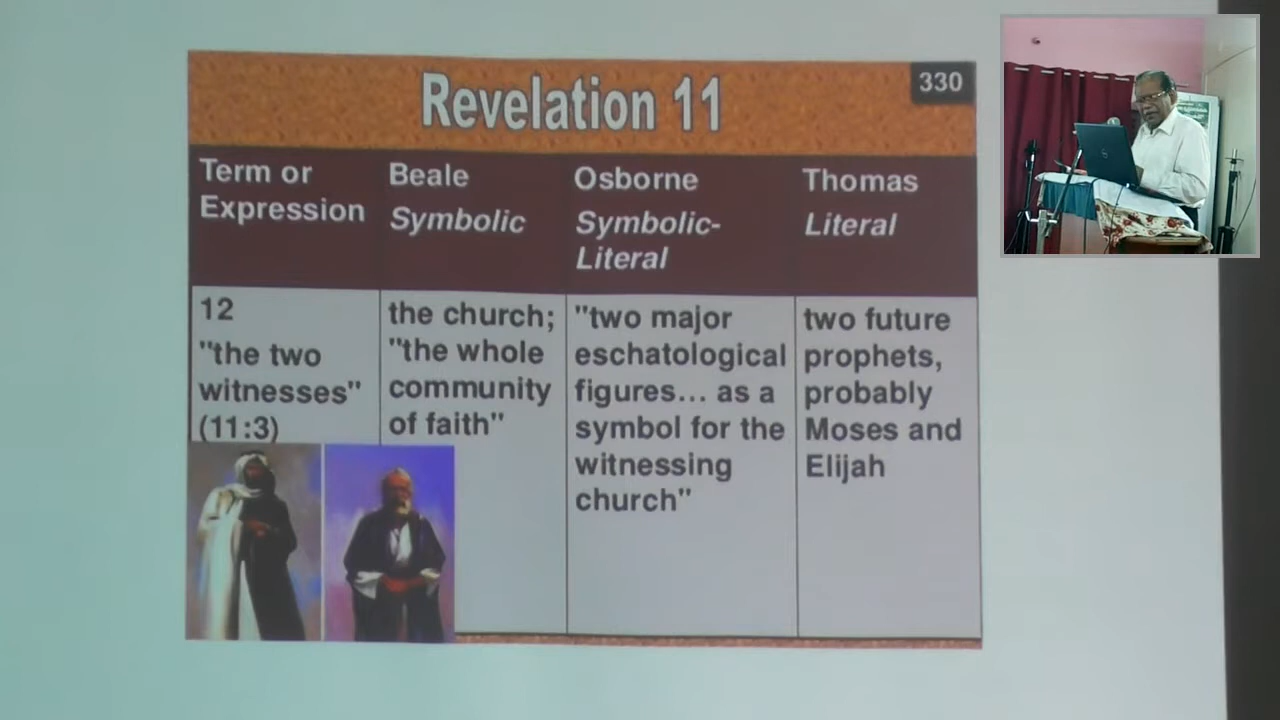 Revelation 11
330
Term or
Expression
Beale
Symbolic
Osborne
Symbolic-
Literal
Thomas
Literal
12
"the two
witnesses"
(11:3)
the church;
"the whole
community
of faith"
"two major
eschatological
figures... as a
symbol for the
witnessing
church"
two future
prophets,
probably
Moses and
Elijah